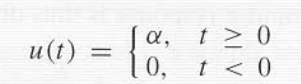 u(t) = { α, t ≥ 0
0, t < 0